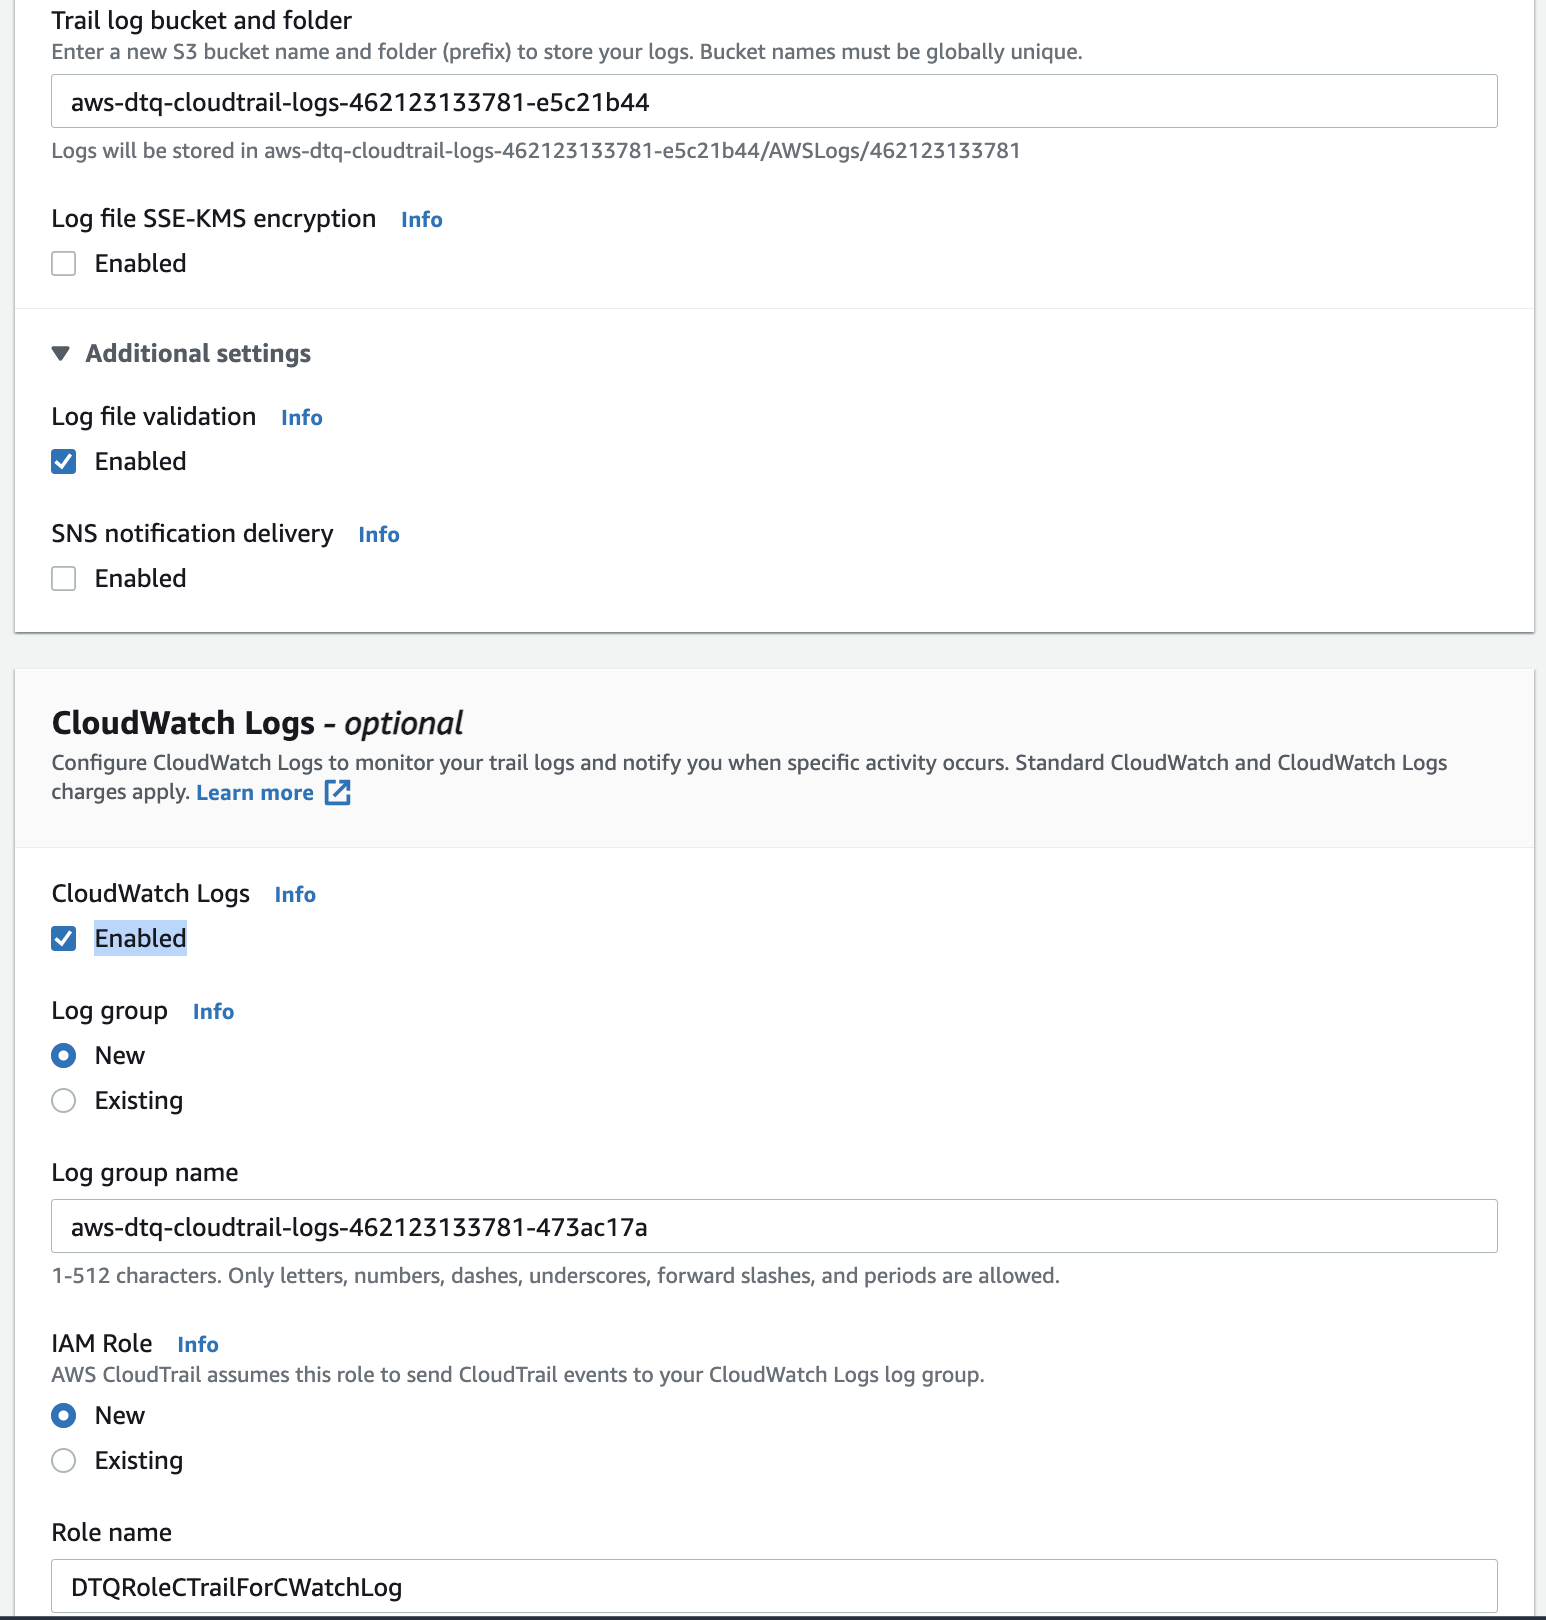 Trail log bucket and folder
Enter a new S3 bucket name and folder (prefix) to store your logs. Bucket names must be globally unique.
aws-dtq-cloudtrail-logs-462123133781-e5c21b44
Logs will be stored in aws-dtq-cloudtrail-logs-462123133781-e5c21b44/AWSLogs/462123133781
Log file SSE-KMS encryption Info
Enabled
Additional settings
Log file validation Info
Enabled
SNS notification delivery Info
Enabled
CloudWatch Logs - optional
Configure CloudWatch Logs to monitor your trail logs and notify you when specific activity occurs. Standard CloudWatch and CloudWatch Logs
charges apply. Learn more
CloudWatch Logs Info
Enabled
Log group Info
New
Existing
Log group name
aws-dtq-cloudtrail-logs-462123133781-473ac17a
1-512 characters. Only letters, numbers, dashes, underscores, forward slashes, and periods are allowed.
IAM Role Info
AWS CloudTrail assumes this role to send CloudTrail events to your CloudWatch Logs log group.
New
Existing
Role name
DTQRoleCTrailForCWatchLog